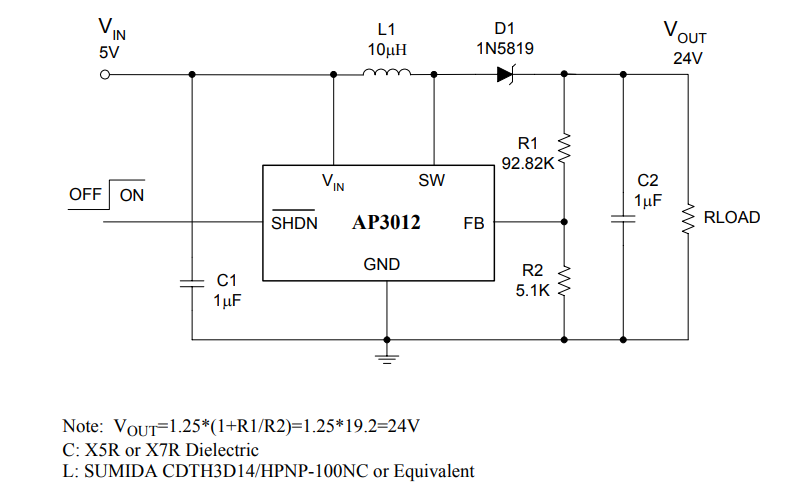 VIN
5V
L1
10μH
D1
1N5819
VOUT
24V
R1
92.82K
VIN
SW
C2
1μF
OFF
ON
SHDN
AP3012
FB
RLOAD
GND
R2
5.1K
C1
1μF
Note: VOUT=1.25*(1+R1/R2)=1.25*19.2=24V
C: X5R or X7R Dielectric
L: SUMIDA CDTH3D14/HPNP-100NC or Equivalent